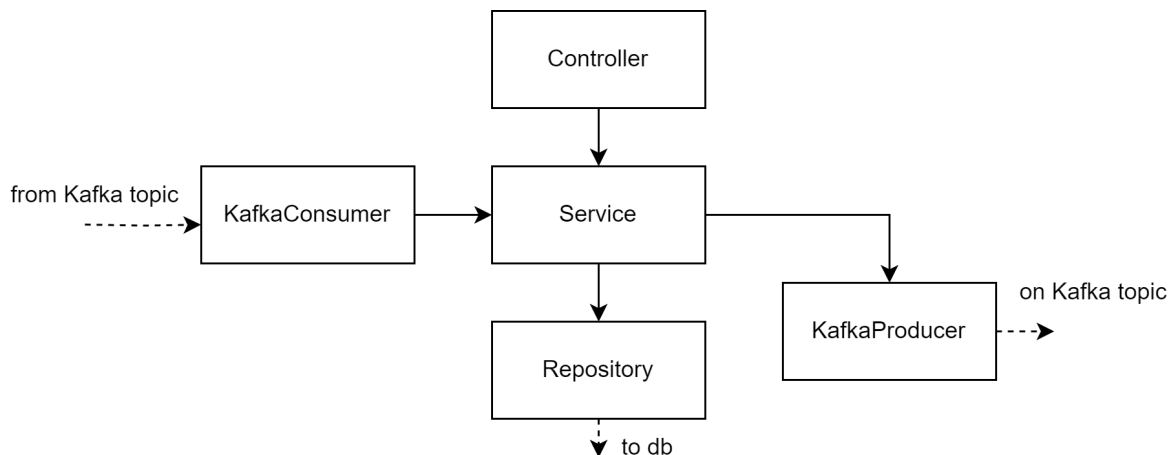 Controller
from Kafka topic
KafkaConsumer
Service
on Kafka topic
KafkaProducer
Repository
to db